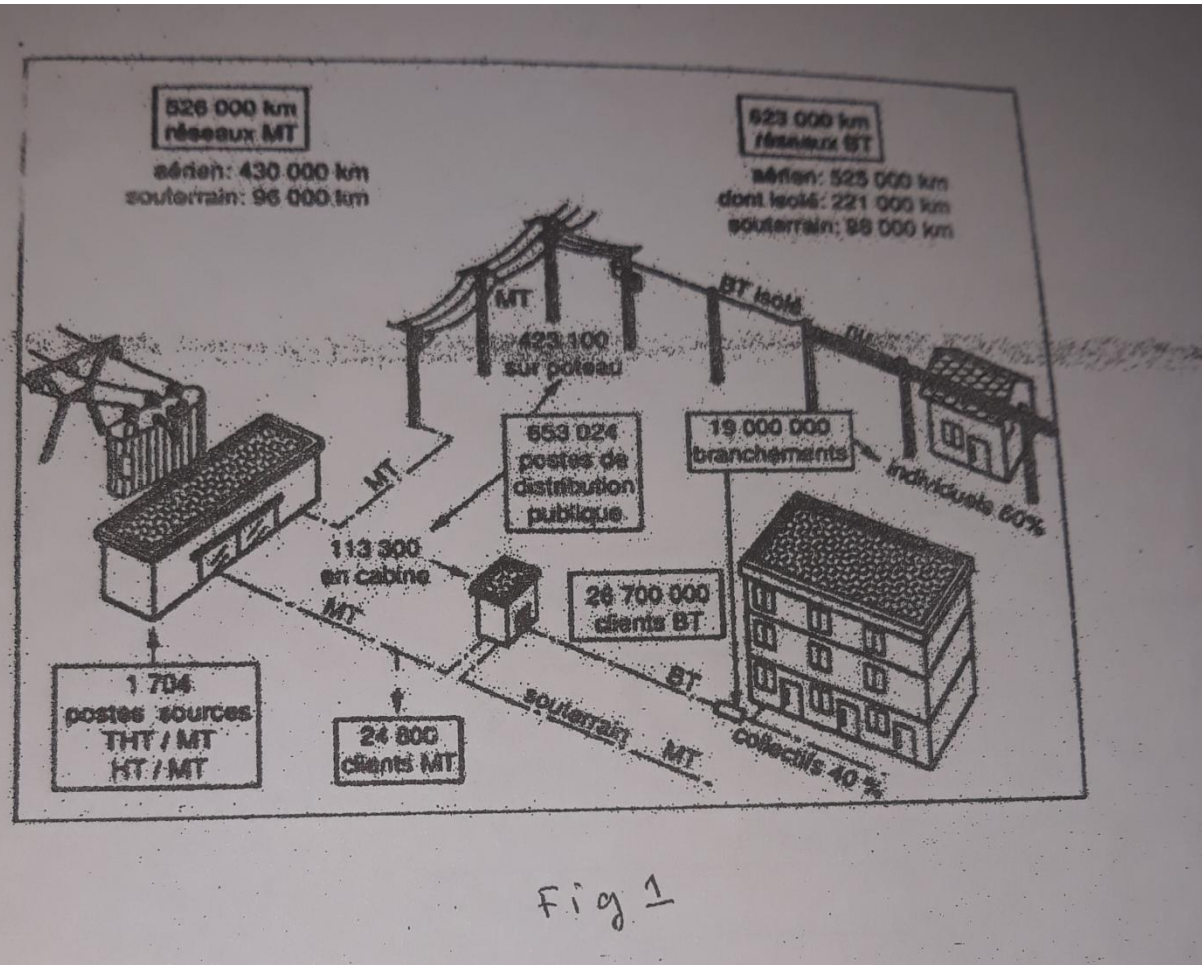 526 000 km
réseaux MT
aérien: 430 000 km
souterrain: 96 000 km
623 000 km
réseaux BT
aérien: 525 000 km
dont isolé: 221 000 km
souterrain: 98 000 km
MT
BT isolé
nu
423 100
sur poteau
653 024
postes de
distribution
publique
19 000 000
branchements
individuels 60%
MT
113 300
en cabine
MT
26 700 000
clients BT
1 704
postes sources
THT / MT
HT / MT
24 800
clients MT
BT
souterrain MT
collectifs 40 %
Fig 1